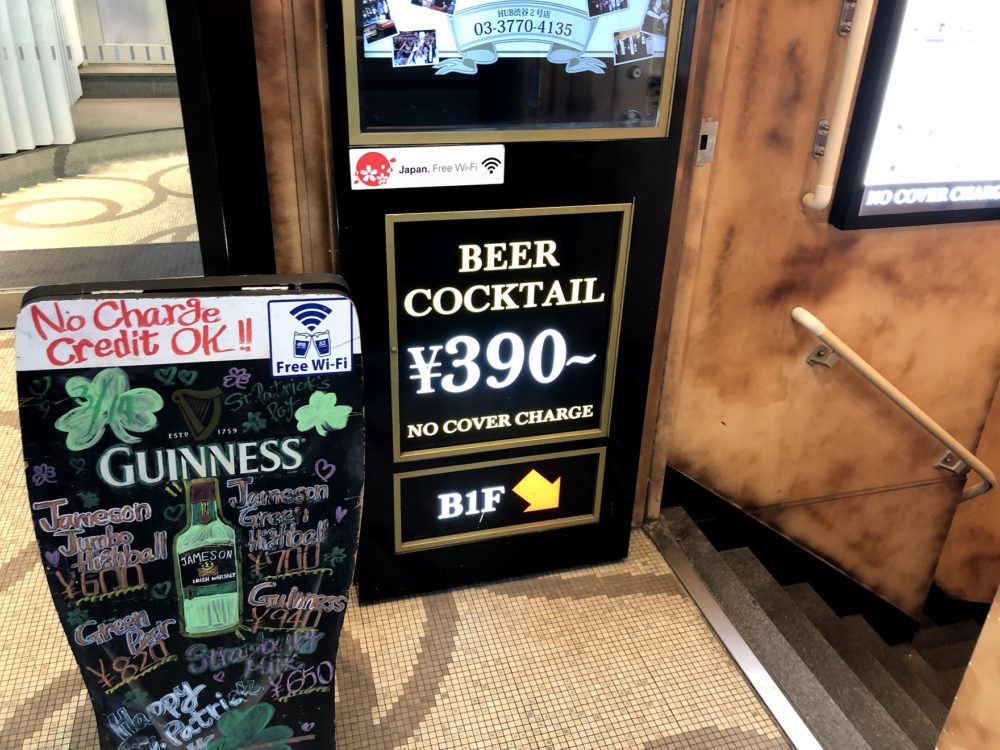 HUB渋谷2号店
03-3770-4135
Japan. Free Wi-Fi
BEER
COCKTAIL
¥390~
NO COVER CHARGE
B1F
NO COVER CHARG
No Charge
Credit OK!!
Free Wi-Fi
St. Patrick's
Day
ESTD 1759
GUINNESS
Jameson
Jumbo
Highball
¥600
JAMESON
IRISH WHISKEY
Jameson
Green
Highball
¥700
Guinness
¥940
Green
Beer
¥820
Strawberry
Milk
¥650
Happy
St. Patrick